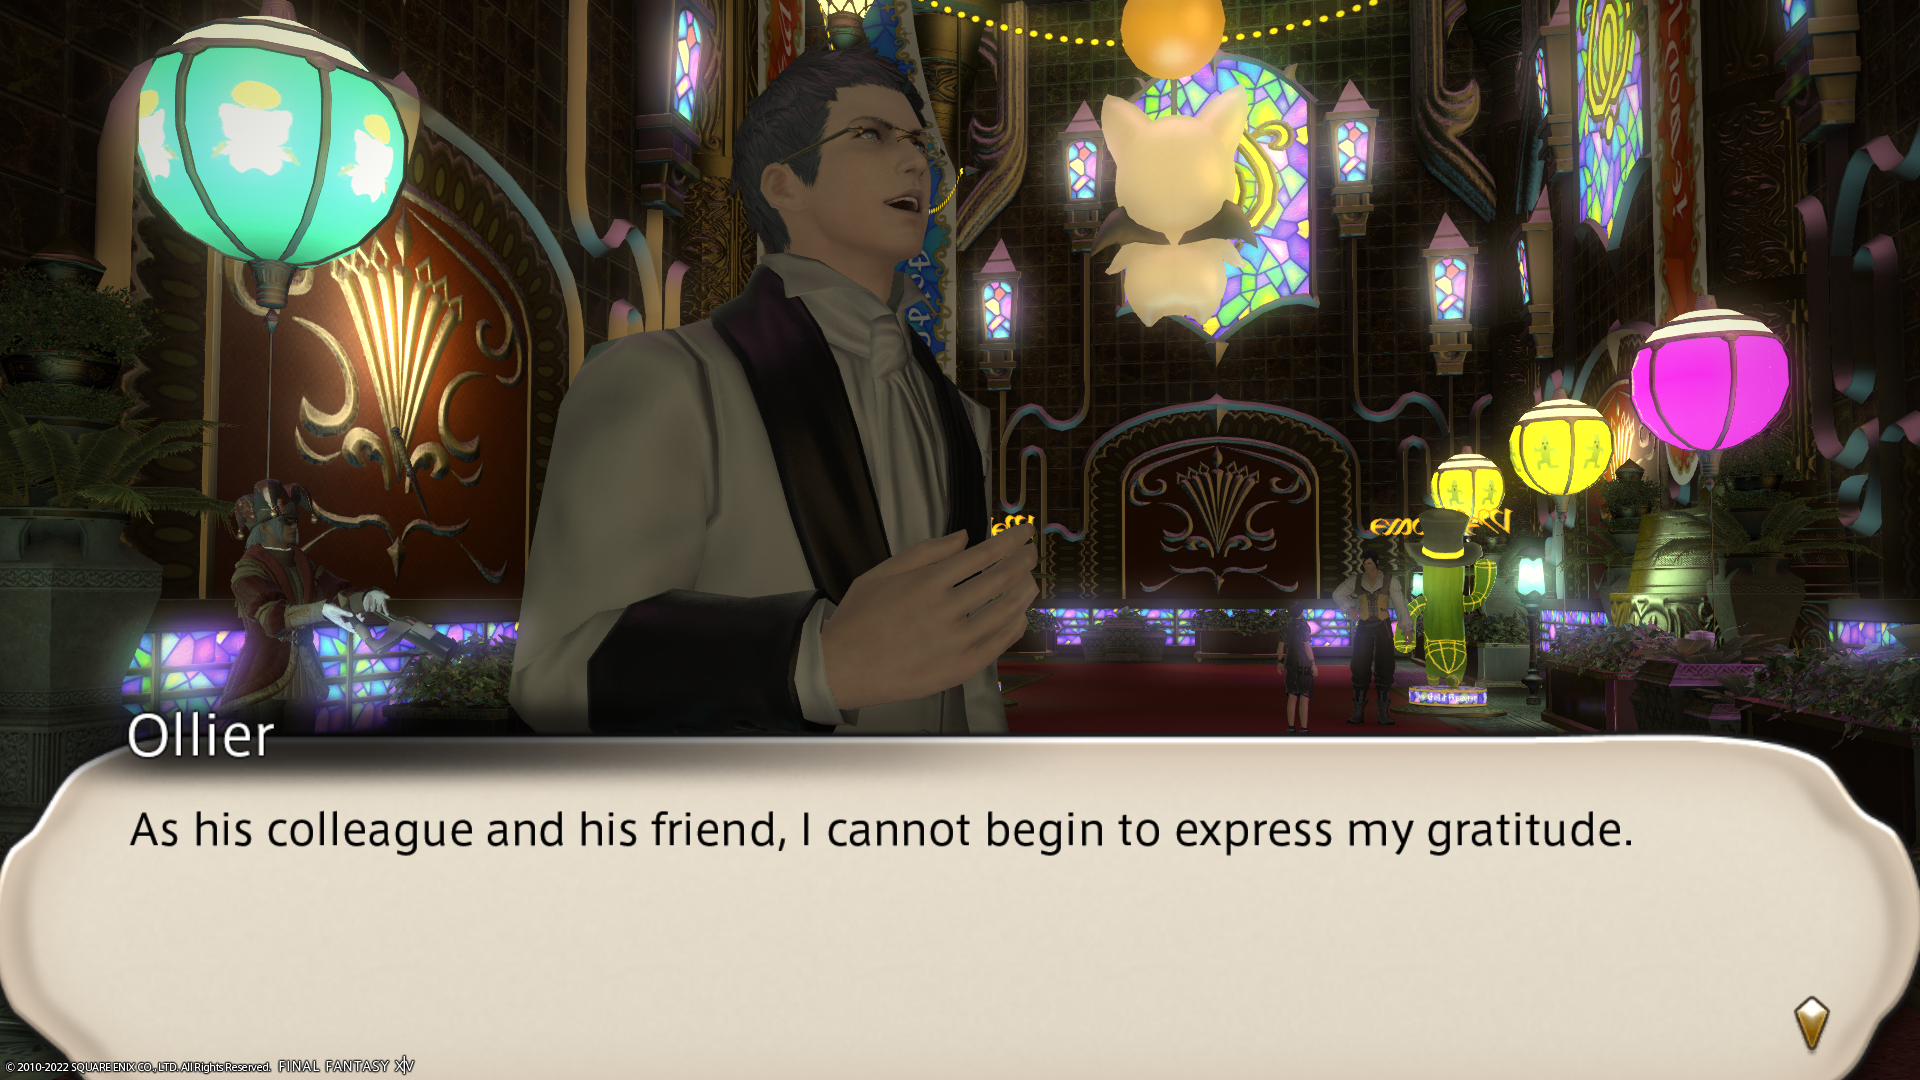 Ollier
As his colleague and his friend, I cannot begin to express my gratitude.
© 2010-2022 SQUARE ENIX CO., LTD. All Rights Reserved. FINAL FANTASY XIV